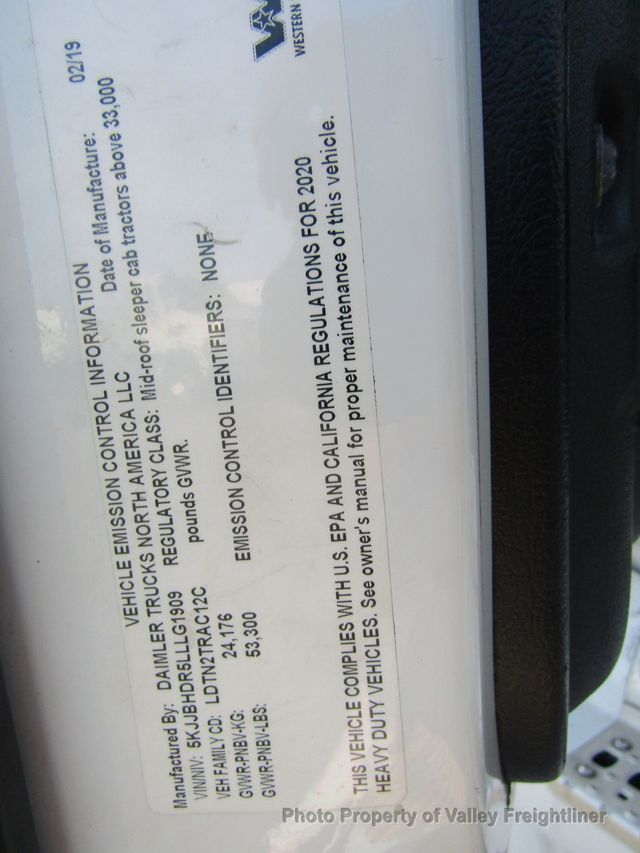 WESTERN
VEHICLE EMISSION CONTROL INFORMATION
Manufactured By: DAIMLER TRUCKS NORTH AMERICA LLC Date of Manufacture: 02/19
VIN/NIV: 5KJJBHDR5LLLG1909 REGULATORY CLASS: Mid-roof sleeper cab tractors above 33,000
VEH FAMILY CD: LDTN2TRAC12C pounds GVWR.
GVWR-PNBV-KG: 24,176
GVWR-PNBV-LBS: 53,300 EMISSION CONTROL IDENTIFIERS: NONE
THIS VEHICLE COMPLIES WITH U.S. EPA AND CALIFORNIA REGULATIONS FOR 2020
HEAVY DUTY VEHICLES. See owner's manual for proper maintenance of this vehicle.
Photo Property of Valley Freightliner